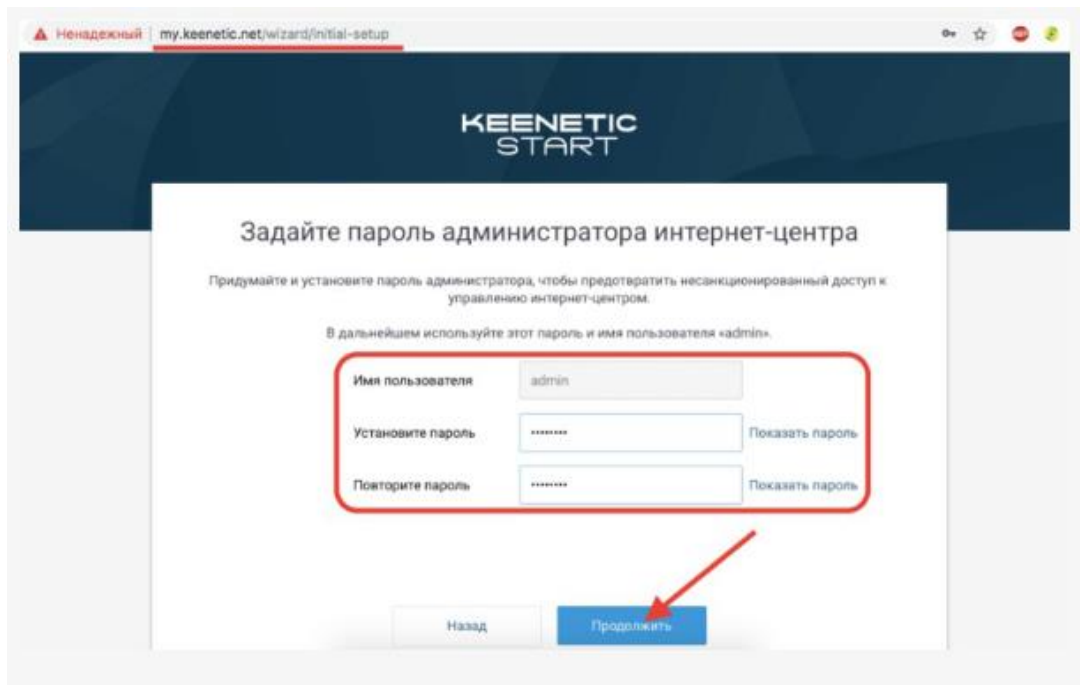 Ненадежный my.keenetic.net/wizard/initial-setup
KEENETIC
START
Задайте пароль администратора интернет-центра
Придумайте и установите пароль администратора, чтобы предотвратить несанкционированный доступ к
управлению интернет-центром.
В дальнейшем используйте этот пароль и имя пользователя «admin».
Имя пользователя admin
Установите пароль •••••••• Показать пароль
Повторите пароль •••••••• Показать пароль
Назад Продолжить